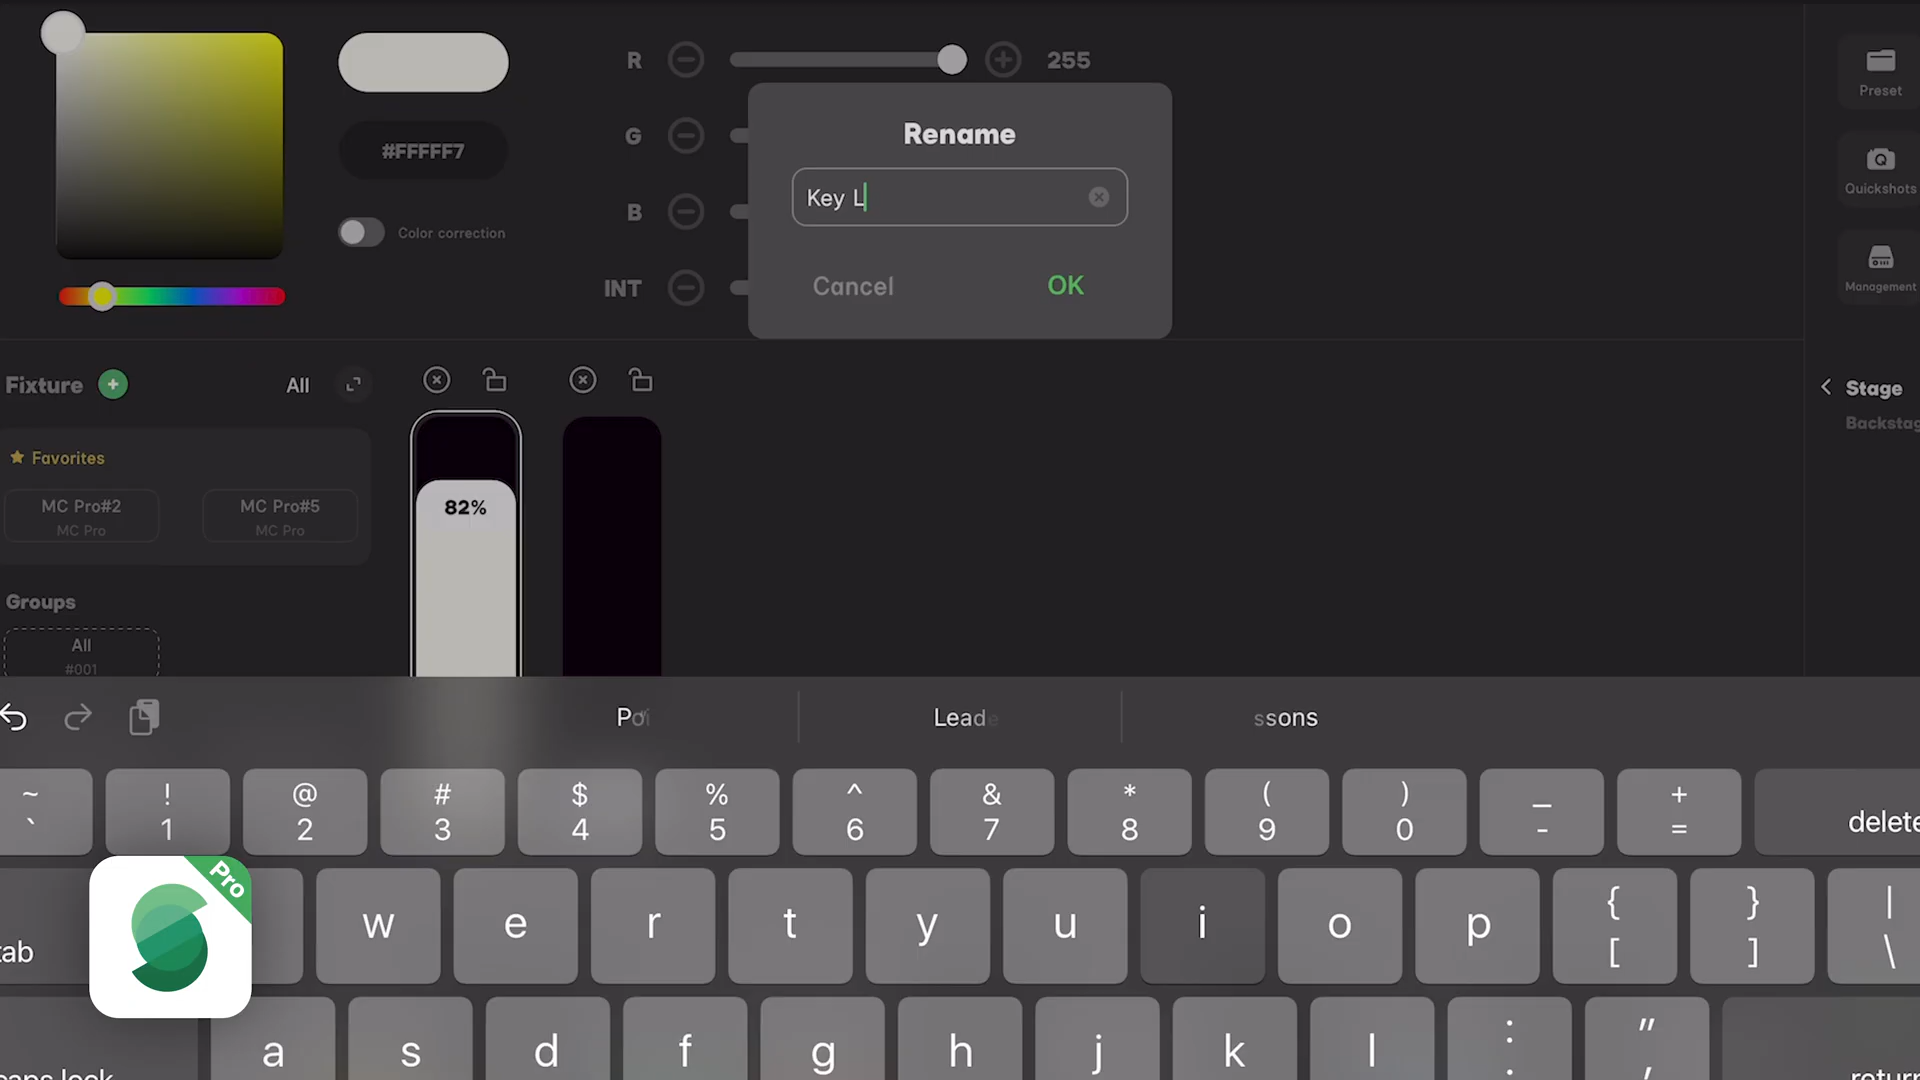 R
255
Preset
Rename
#FFFFF7
G
Key L
Quickshots
B
Color correction
INT
Cancel
OK
Management
Fixture +
All
Stage
Favorites
82%
MC Pro#2
MC Pro
MC Pro#5
MC Pro
Groups
All
#001
~
`
!
1
@
2
#
3
$
4
%
5
^
6
&
7
*
8
(
9
)
0
_
-
+
=
delete
Pro
w
e
r
t
y
u
i
o
p
{
[
}
]
|
\
a
s
d
f
g
h
j
k
l
:
"